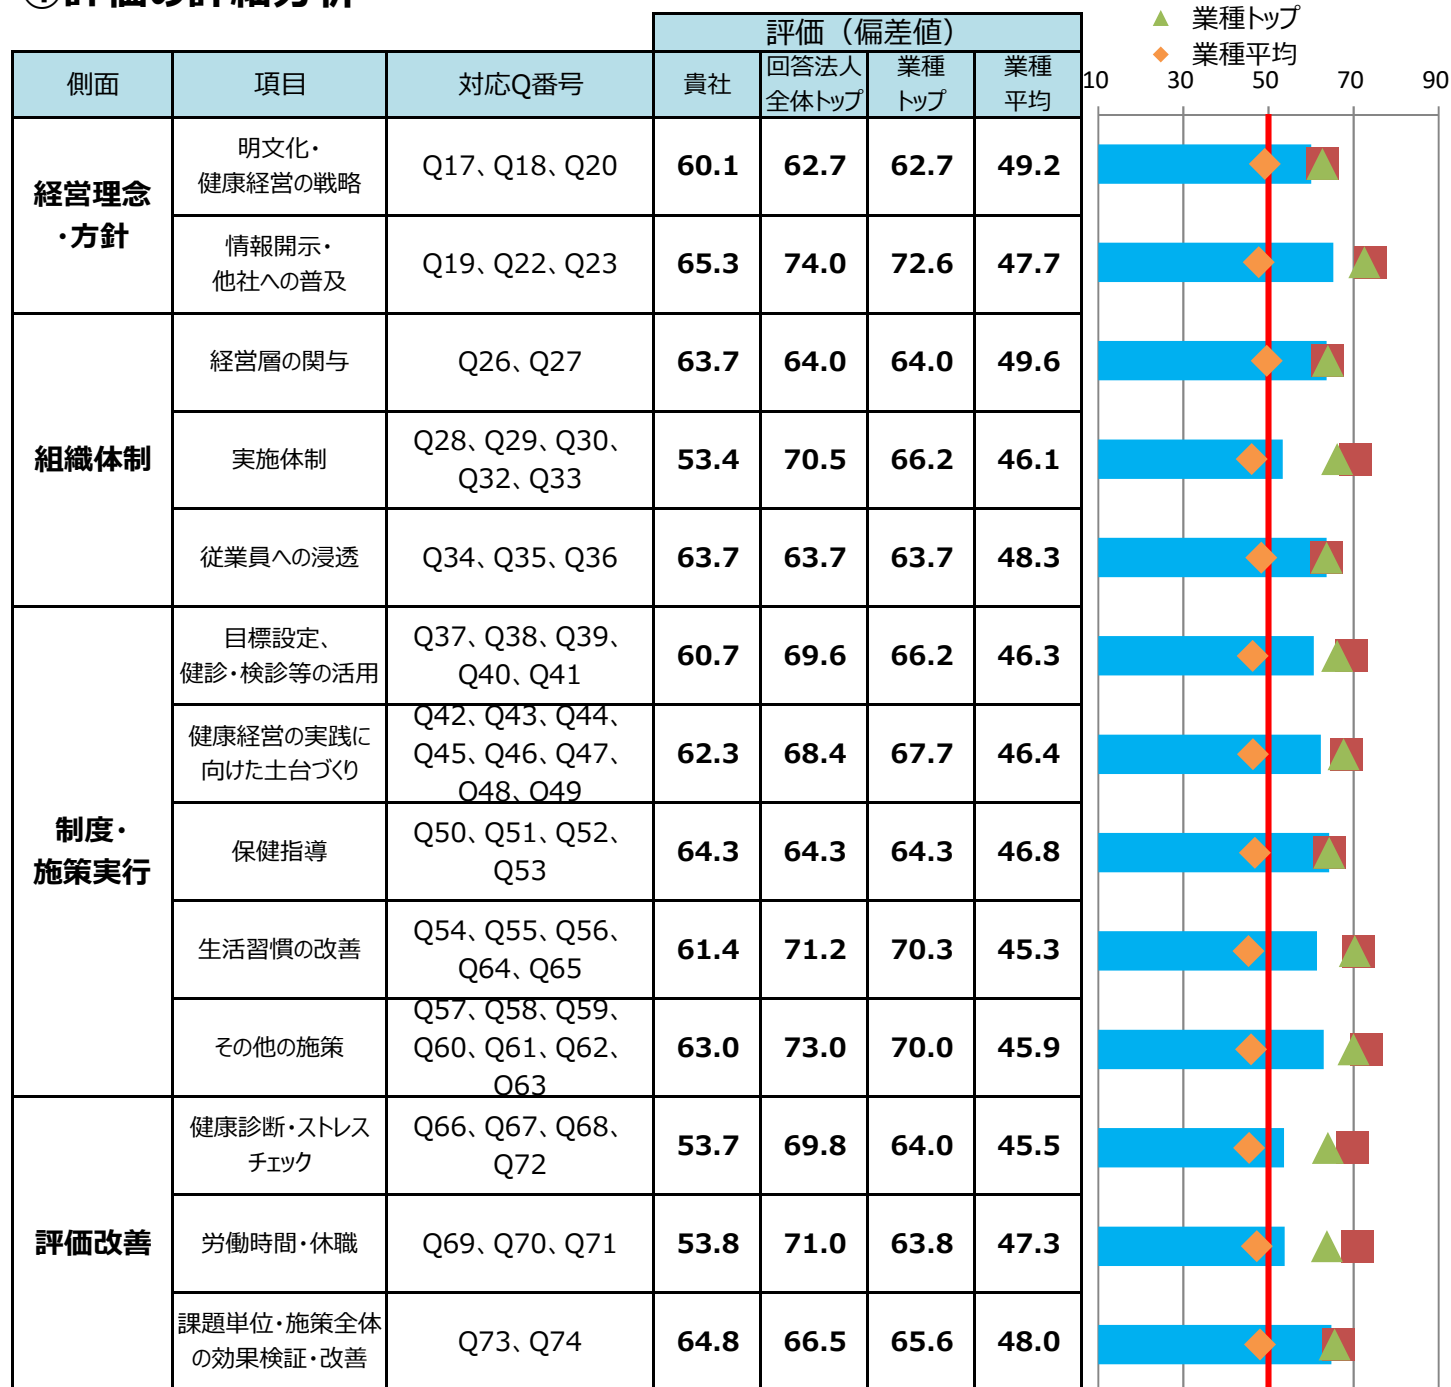 ①評価の詳細分析
業種トップ
業種平均
評価（偏差値）
側面 項目 対応Q番号 貴社 回答法人 業種 業種
全体トップ トップ 平均
10 30 50 70 90
経営理念
・方針
明文化・
健康経営の戦略
Q17、Q18、Q20
60.1 62.7 62.7 49.2
情報開示・
他社への普及
Q19、Q22、Q23
65.3 74.0 72.6 47.7
組織体制
経営層の関与
Q26、Q27
63.7 64.0 64.0 49.6
実施体制
Q28、Q29、Q30、
Q32、Q33
53.4 70.5 66.2 46.1
従業員への浸透
Q34、Q35、Q36
63.7 63.7 63.7 48.3
制度・
施策実行
目標設定、
健診・検診等の活用
Q37、Q38、Q39、
Q40、Q41
60.7 69.6 66.2 46.3
健康経営の実践に
向けた土台づくり
Q42、Q43、Q44、
Q45、Q46、Q47、
Q48、Q49
62.3 68.4 67.7 46.4
保健指導
Q50、Q51、Q52、
Q53
64.3 64.3 64.3 46.8
生活習慣の改善
Q54、Q55、Q56、
Q64、Q65
61.4 71.2 70.3 45.3
その他の施策
Q57、Q58、Q59、
Q60、Q61、Q62、
Q63
63.0 73.0 70.0 45.9
評価改善
健康診断・ストレス
チェック
Q66、Q67、Q68、
Q72
53.7 69.8 64.0 45.5
労働時間・休職
Q69、Q70、Q71
53.8 71.0 63.8 47.3
課題単位・施策全体
の効果検証・改善
Q73、Q74
64.8 66.5 65.6 48.0